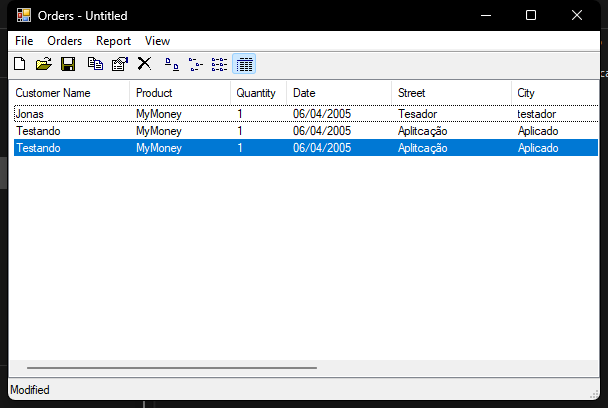 Orders - Untitled
File Orders Report View
Customer Name Product Quantity Date Street City
Jonas MyMoney 1 06/04/2005 Tesador testador
Testando MyMoney 1 06/04/2005 Aplitcação Aplicado
Testando MyMoney 1 06/04/2005 Aplitcação Aplicado
Modified